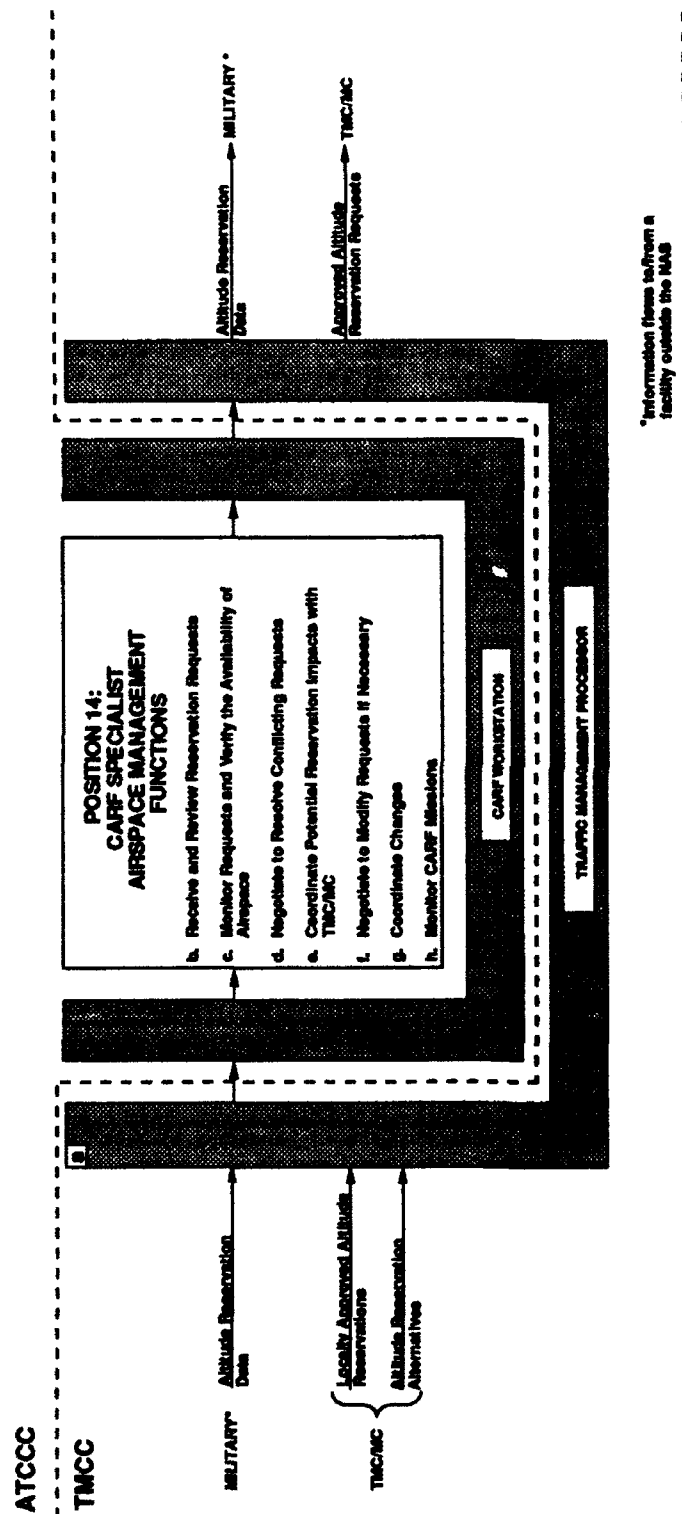 ATCCC
TMCC
MILITARY*
Altitude Reservation
Data
TMC/MC
Locally Approved Altitude
Reservations
Altitude Reservation
Alternatives
a
POSITION 14:
CARF SPECIALIST
AIRSPACE MANAGEMENT
FUNCTIONS
b. Receive and Review Reservation Requests
c. Monitor Requests and Verify the Availability of
Airspace
d. Negotiate to Resolve Conflicting Requests
e. Coordinate Potential Reservation Impacts with
TMC/MC
f. Negotiate to Modify Requests If Necessary
g. Coordinate Changes
h. Monitor CARF Missions
CARF WORKSTATION
TRAFFIC MANAGEMENT PROCESSOR
Altitude Reservation
Data
MILITARY *
Approved Altitude
Reservation Requests
TMC/MC
*Information flows to/from a
facility outside the NAS